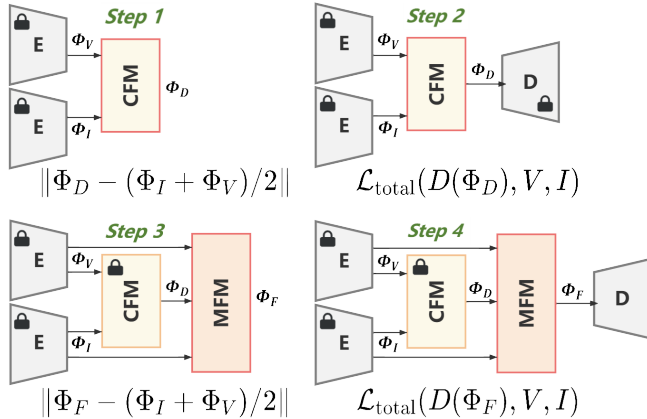 Step 1
E
Φ_V
CFM
Φ_D
E
Φ_I
‖Φ_D − (Φ_I + Φ_V)/2‖
Step 2
E
Φ_V
CFM
Φ_D
D
E
Φ_I
ℒ_total(D(Φ_D), V, I)
Step 3
E
Φ_V
CFM
Φ_D
MFM
Φ_F
E
Φ_I
‖Φ_F − (Φ_I + Φ_V)/2‖
Step 4
E
Φ_V
CFM
Φ_D
MFM
Φ_F
D
E
Φ_I
ℒ_total(D(Φ_F), V, I)